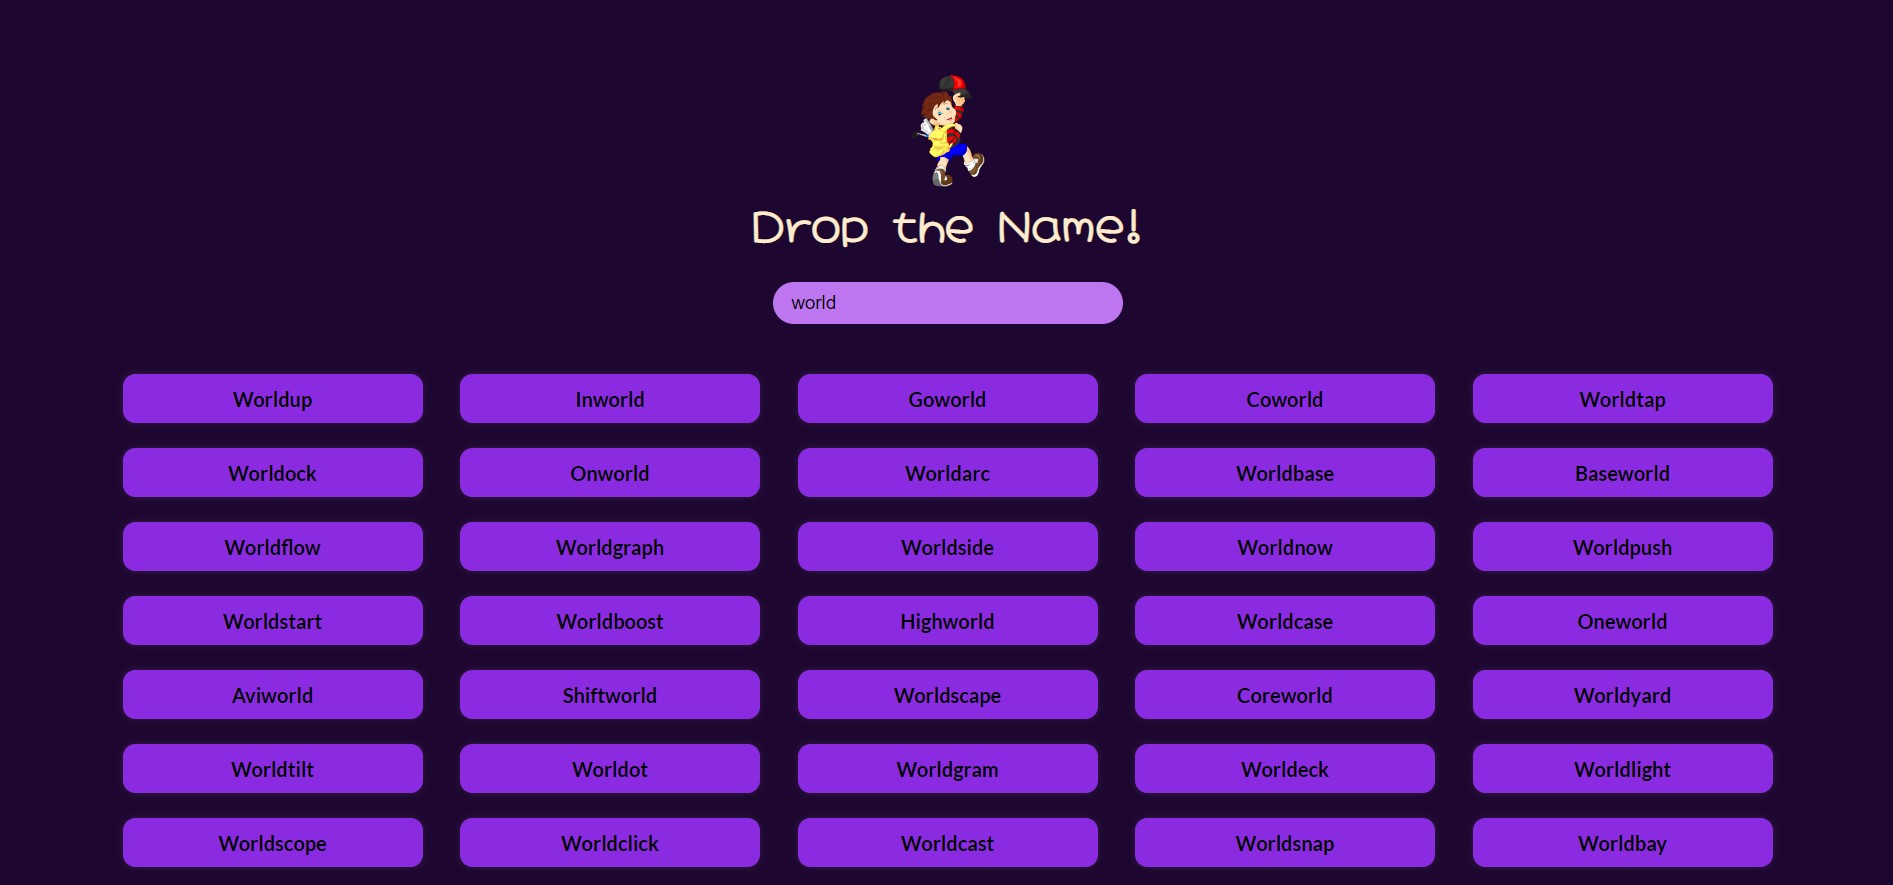 Drop the Name!
world
Worldup Inworld Goworld Coworld Worldtap
Worldock Onworld Worldarc Worldbase Baseworld
Worldflow Worldgraph Worldside Worldnow Worldpush
Worldstart Worldboost Highworld Worldcase Oneworld
Aviworld Shiftworld Worldscape Coreworld Worldyard
Worldtilt Worldot Worldgram Worldeck Worldlight
Worldscope Worldclick Worldcast Worldsnap Worldbay